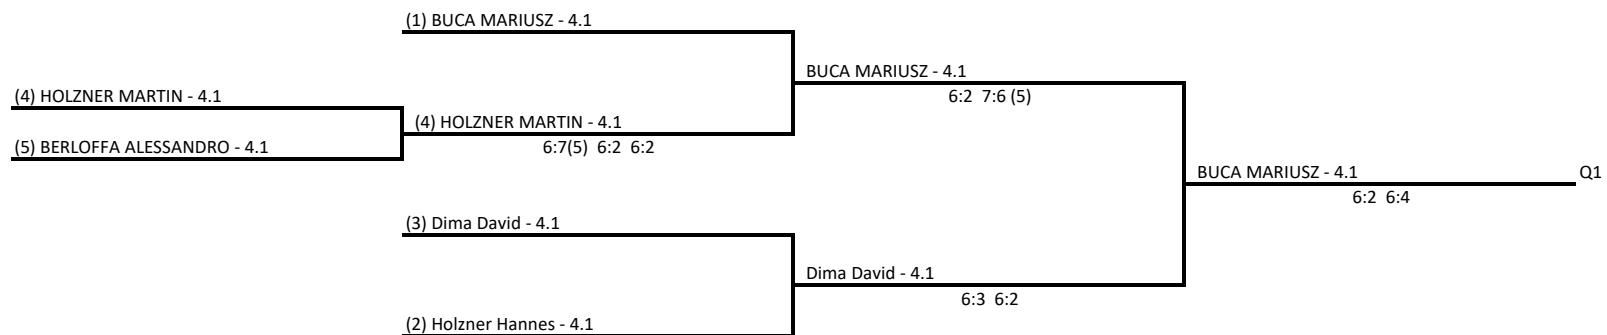 (1) BUCA MARIUSZ - 4.1
BUCA MARIUSZ - 4.1
(4) HOLZNER MARTIN - 4.1
6:2 7:6 (5)
(4) HOLZNER MARTIN - 4.1
(5) BERLOFFA ALESSANDRO - 4.1
6:7(5) 6:2 6:2
BUCA MARIUSZ - 4.1
Q1
6:2 6:4
(3) Dima David - 4.1
Dima David - 4.1
6:3 6:2
(2) Holzner Hannes - 4.1